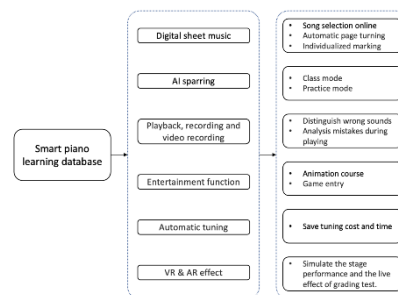 Smart piano
learning database
Digital sheet music
AI sparring
Playback, recording and
video recording
Entertainment function
Automatic tuning
VR & AR effect
• Song selection online
• Automatic page turning
• Individualized marking
• Class mode
• Practice mode
• Distinguish wrong sounds
• Analysis mistakes during
playing
• Animation course
• Game entry
• Save tuning cost and time
• Simulate the stage
performance and the live
effect of grading test.